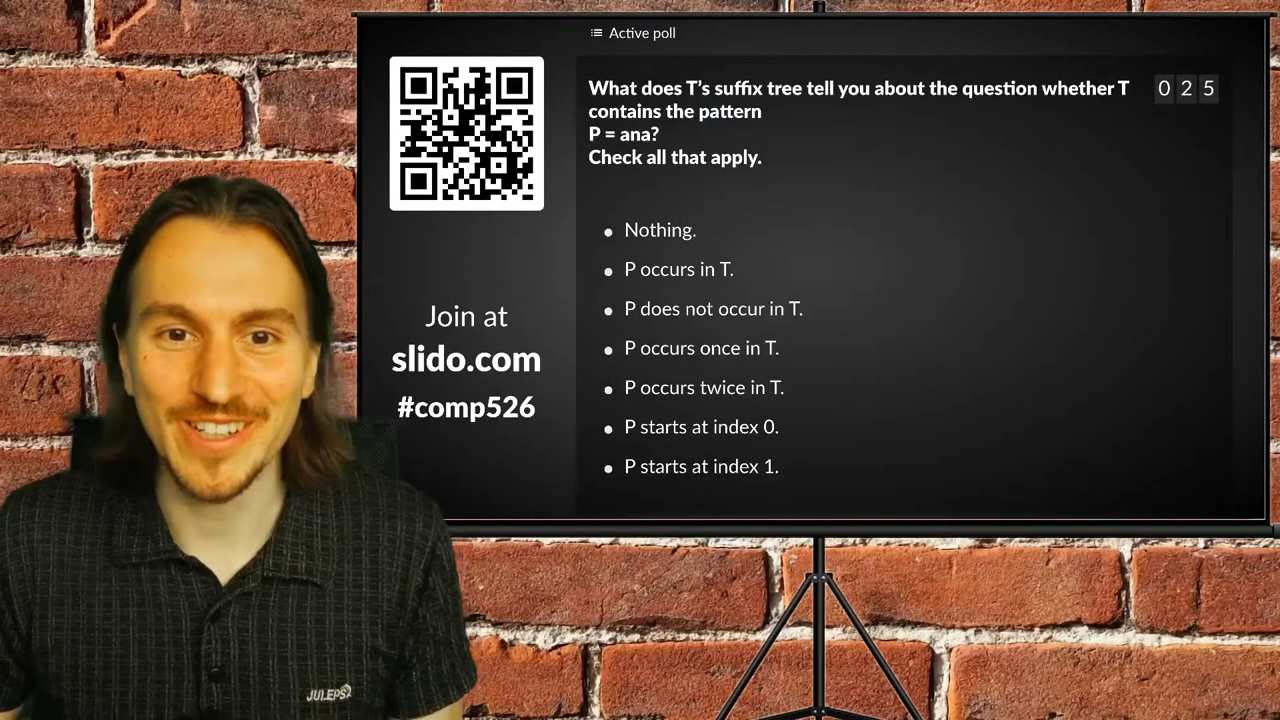 Active poll
What does T's suffix tree tell you about the question whether T
contains the pattern
P = ana?
Check all that apply.
0 2 5
Nothing.
P occurs in T.
P does not occur in T.
P occurs once in T.
P occurs twice in T.
P starts at index 0.
P starts at index 1.
Join at
slido.com
#comp526
JULEPS